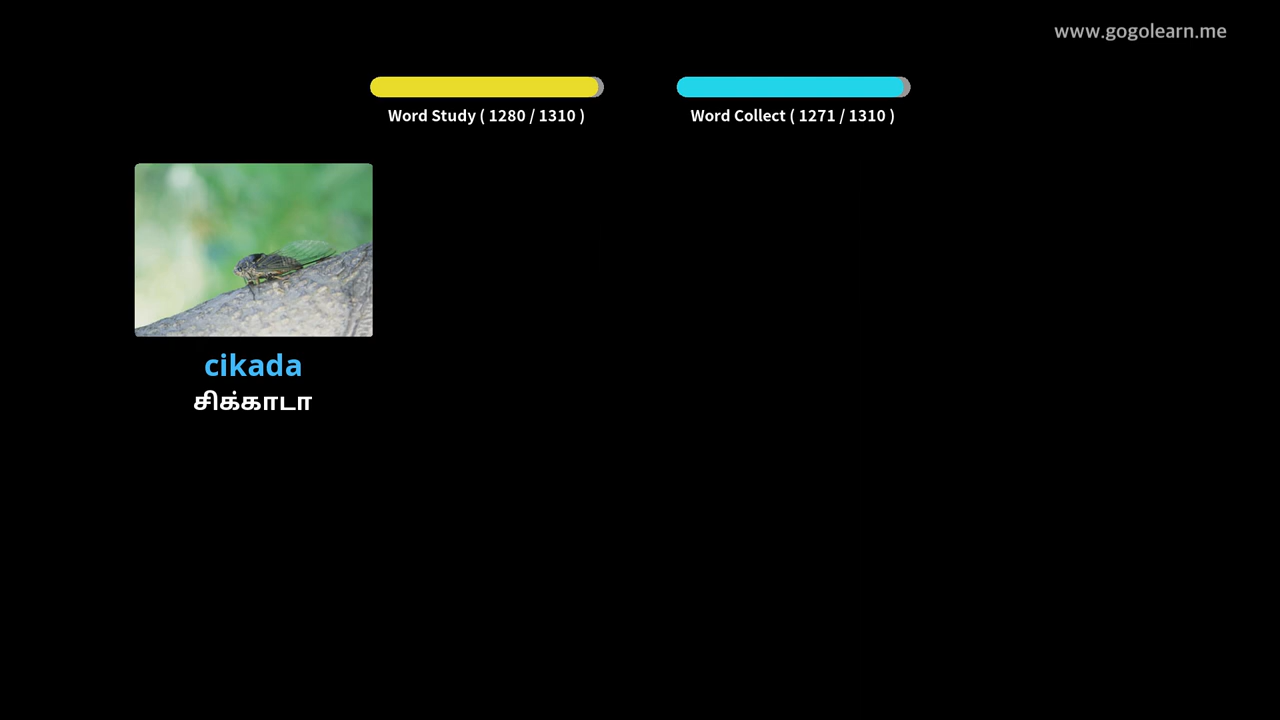 www.gogolearn.me
Word Study ( 1280 / 1310 )
Word Collect ( 1271 / 1310 )
cikada
சிக்காடா